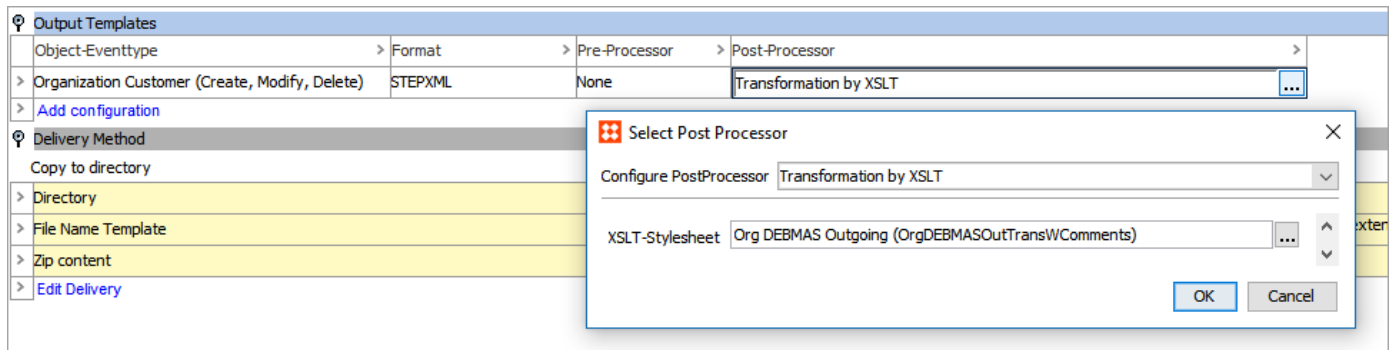 Output Templates
Object-Eventtype > Format > Pre-Processor > Post-Processor >
> Organization Customer (Create, Modify, Delete) STEPXML None Transformation by XSLT ...
> Add configuration
Delivery Method
Copy to directory
> Directory
> File Name Template
> Zip content
> Edit Delivery
Select Post Processor
Configure PostProcessor Transformation by XSLT
XSLT-Stylesheet Org DEBMAS Outgoing (OrgDEBMASOutTransWComments) ...
OK Cancel